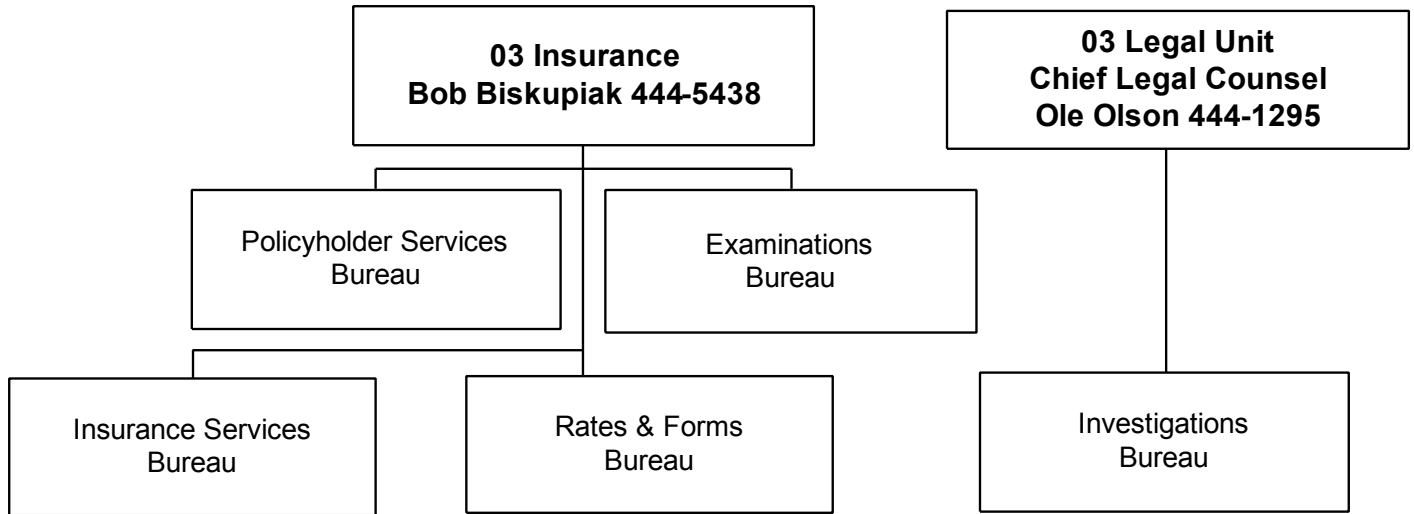 03 Insurance
Bob Biskupiak 444-5438
03 Legal Unit
Chief Legal Counsel
Ole Olson 444-1295
Policyholder Services
Bureau
Examinations
Bureau
Insurance Services
Bureau
Rates & Forms
Bureau
Investigations
Bureau